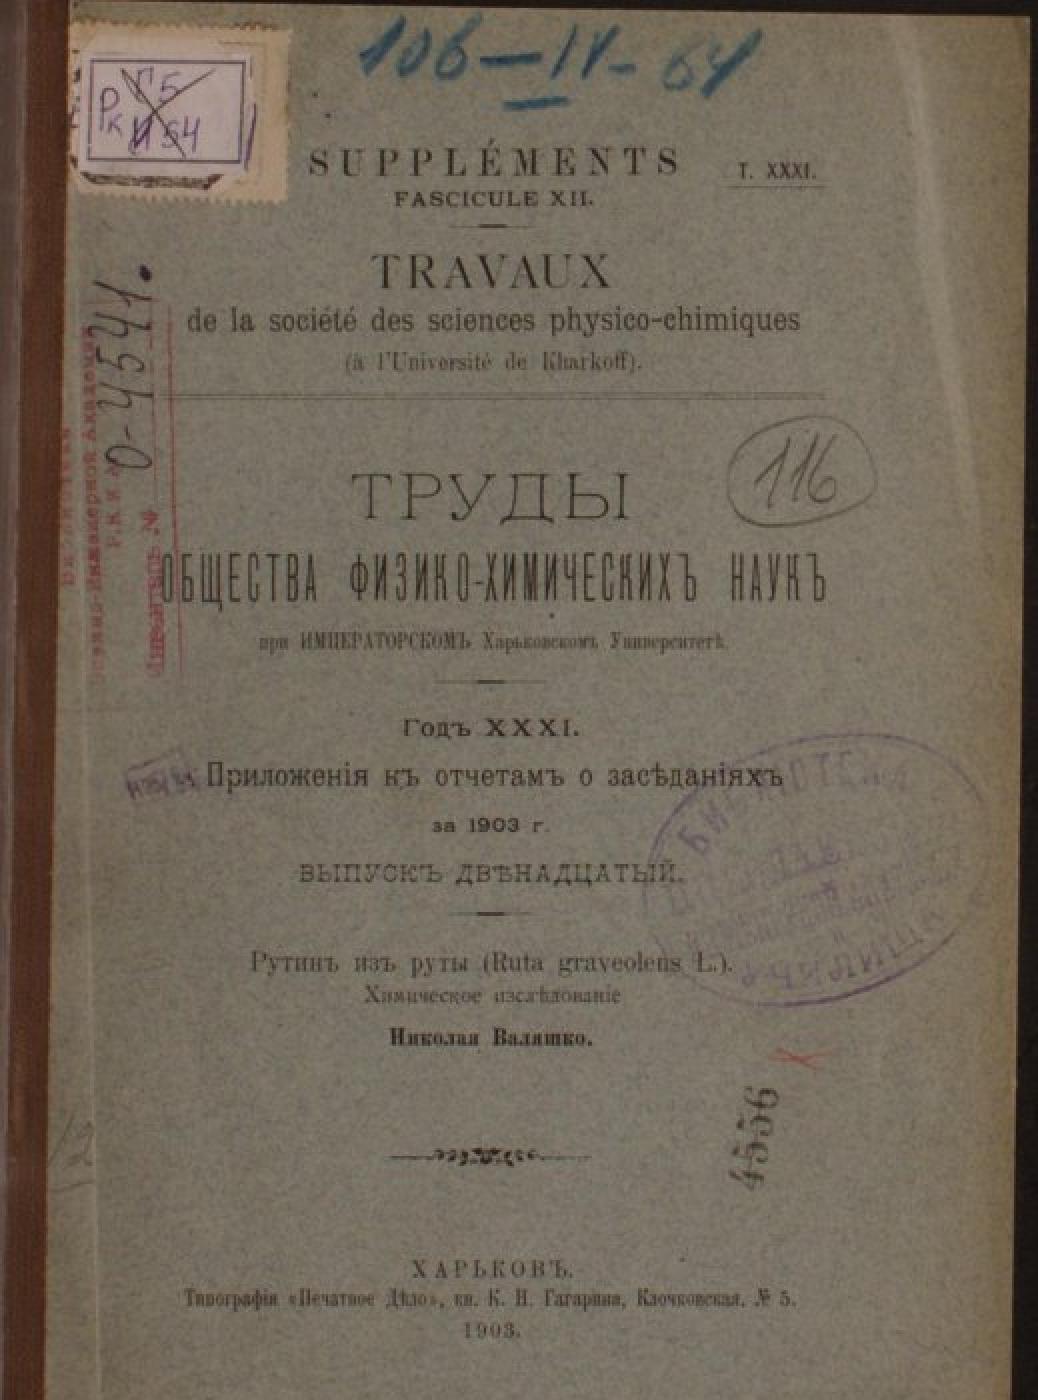 106-IV-64
SUPPLÉMENTS
T. XXXI.
FASCICULE XII.
TRAVAUX
de la société des sciences physico-chimiques
(à l'Université de Kharkoff).
О-4541.
116
ТРУДЫ
ОБЩЕСТВА ФИЗИКО-ХИМИЧЕСКИХЪ НАУКЪ
при ИМПЕРАТОРСКОМЪ Харьковскомъ Университетѣ.
Годъ XXXI.
Приложенія къ отчетамъ о засѣданіяхъ
за 1903 г.
ВЫПУСКЪ ДВѢНАДЦАТЫЙ.
БИБЛИОТЕКА
Рутинъ изъ руты (Ruta graveolens L.).
Химическое изслѣдованіе
Николая Валяшко.
4556
12
ХАРЬКОВЪ.
Типографія «Печатное Дѣло», кн. К. Н. Гагарина, Клочковская, № 5.
1903.